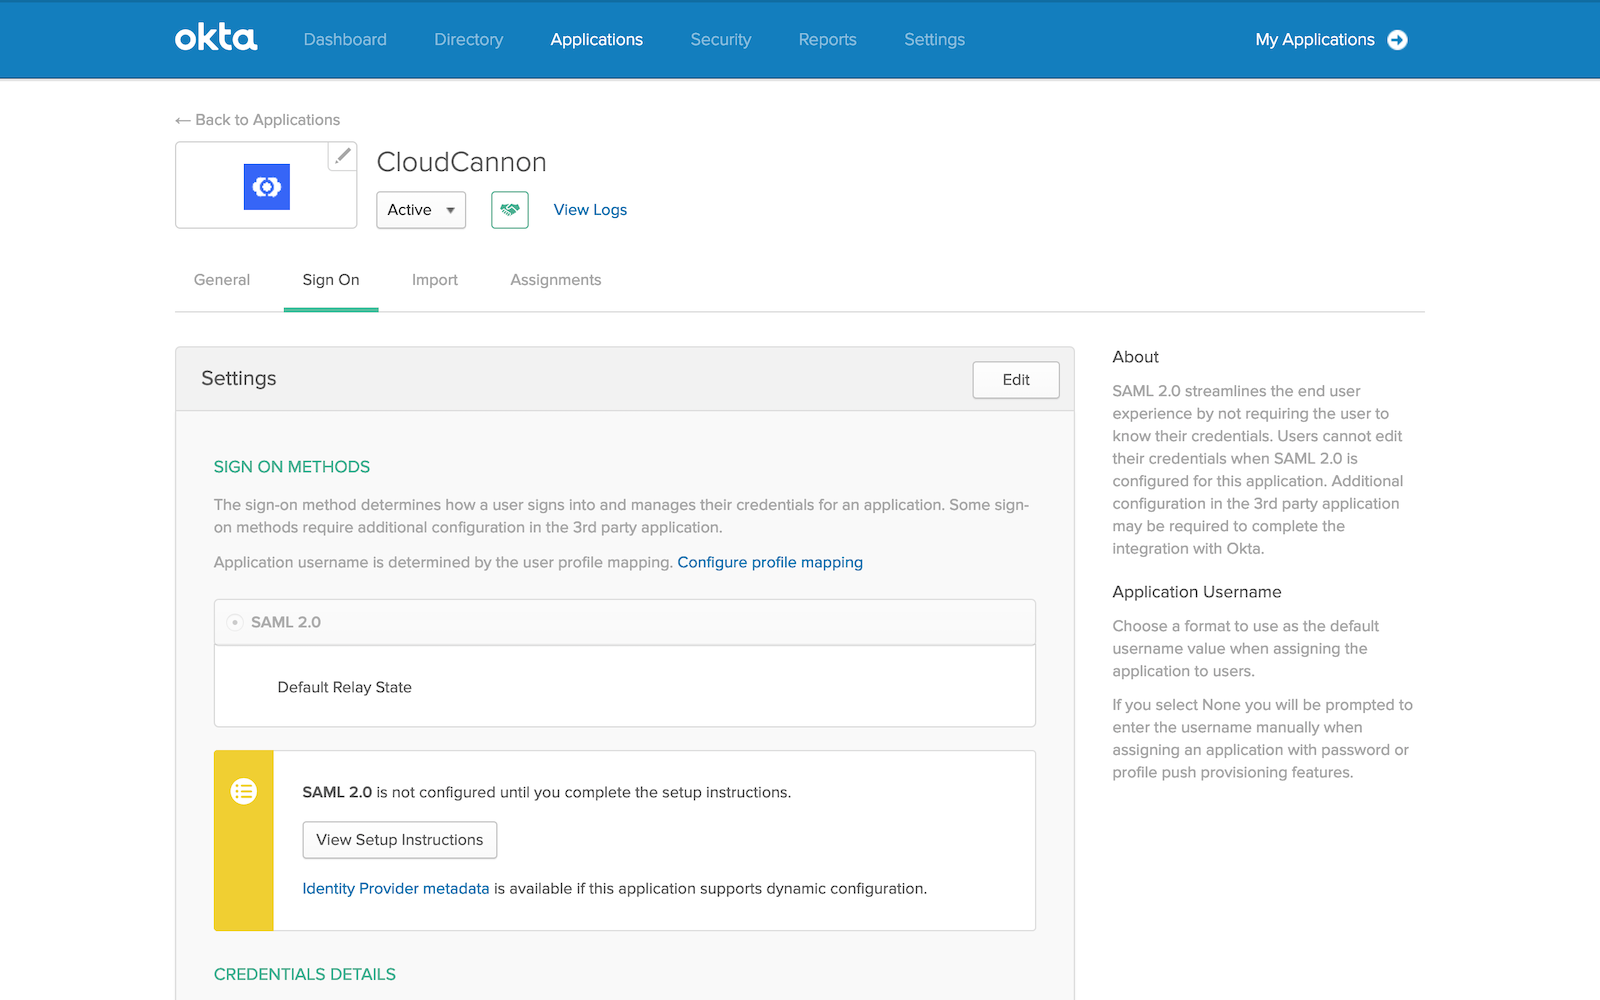 okta
Dashboard
Directory
Applications
Security
Reports
Settings
My Applications
← Back to Applications
CloudCannon
Active
View Logs
General
Sign On
Import
Assignments
Settings
Edit
SIGN ON METHODS
The sign-on method determines how a user signs into and manages their credentials for an application. Some sign-
on methods require additional configuration in the 3rd party application.
Application username is determined by the user profile mapping. Configure profile mapping
SAML 2.0
Default Relay State
SAML 2.0 is not configured until you complete the setup instructions.
View Setup Instructions
Identity Provider metadata is available if this application supports dynamic configuration.
CREDENTIALS DETAILS
About
SAML 2.0 streamlines the end user
experience by not requiring the user to
know their credentials. Users cannot edit
their credentials when SAML 2.0 is
configured for this application. Additional
configuration in the 3rd party application
may be required to complete the
integration with Okta.
Application Username
Choose a format to use as the default
username value when assigning the
application to users.
If you select None you will be prompted to
enter the username manually when
assigning an application with password or
profile push provisioning features.